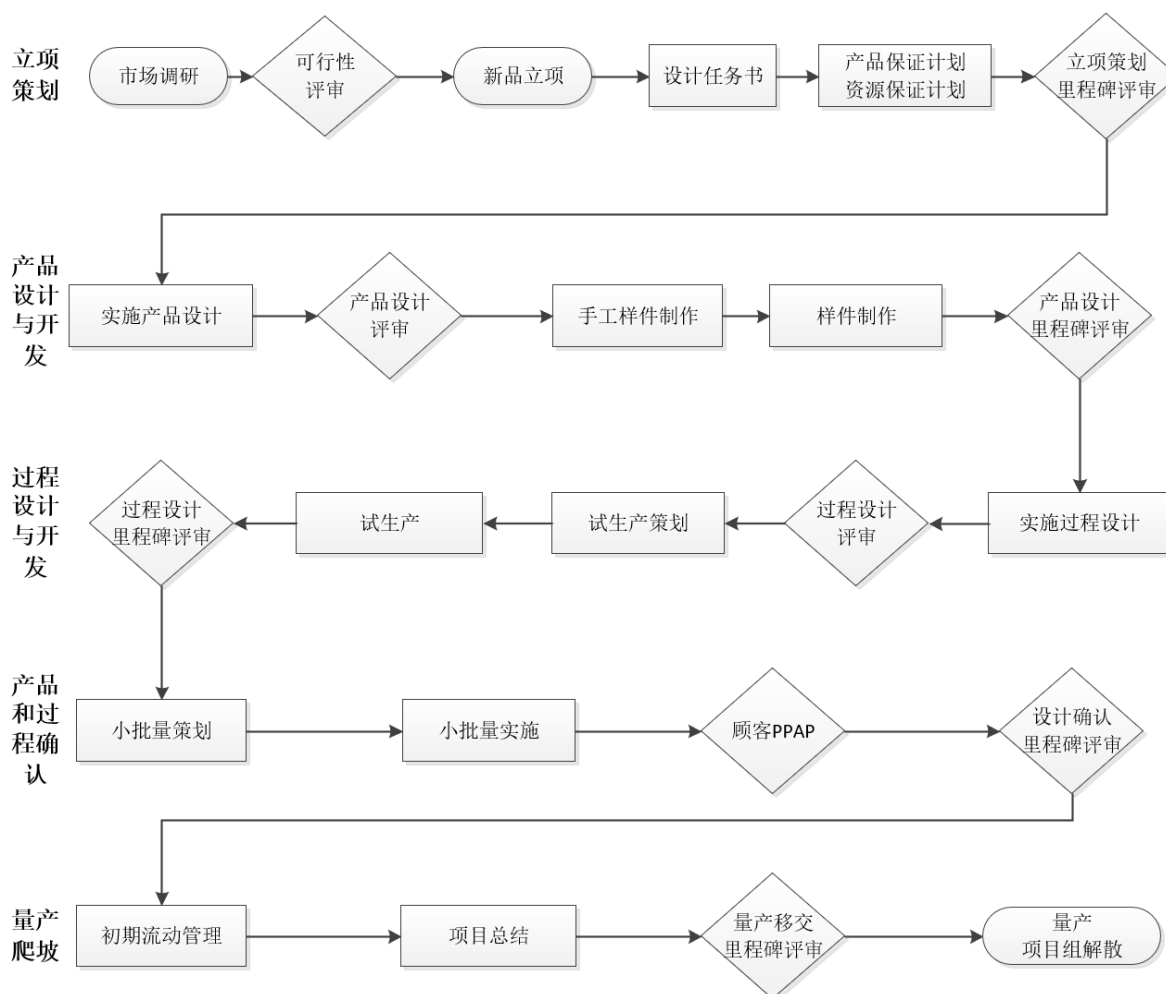 立项
策划
市场调研
可行性
评审
新品立项
设计任务书
产品保证计划
资源保证计划
立项策划
里程碑评审
产品
设计
与开
发
实施产品设计
产品设计
评审
手工样件制作
样件制作
产品设计
里程碑评审
过程
设计
与开
发
过程设计
里程碑评审
试生产
试生产策划
过程设计
评审
实施过程设计
产品
和过
程确
认
小批量策划
小批量实施
顾客PPAP
设计确认
里程碑评审
量产
爬坡
初期流动管理
项目总结
量产移交
里程碑评审
量产
项目组解散